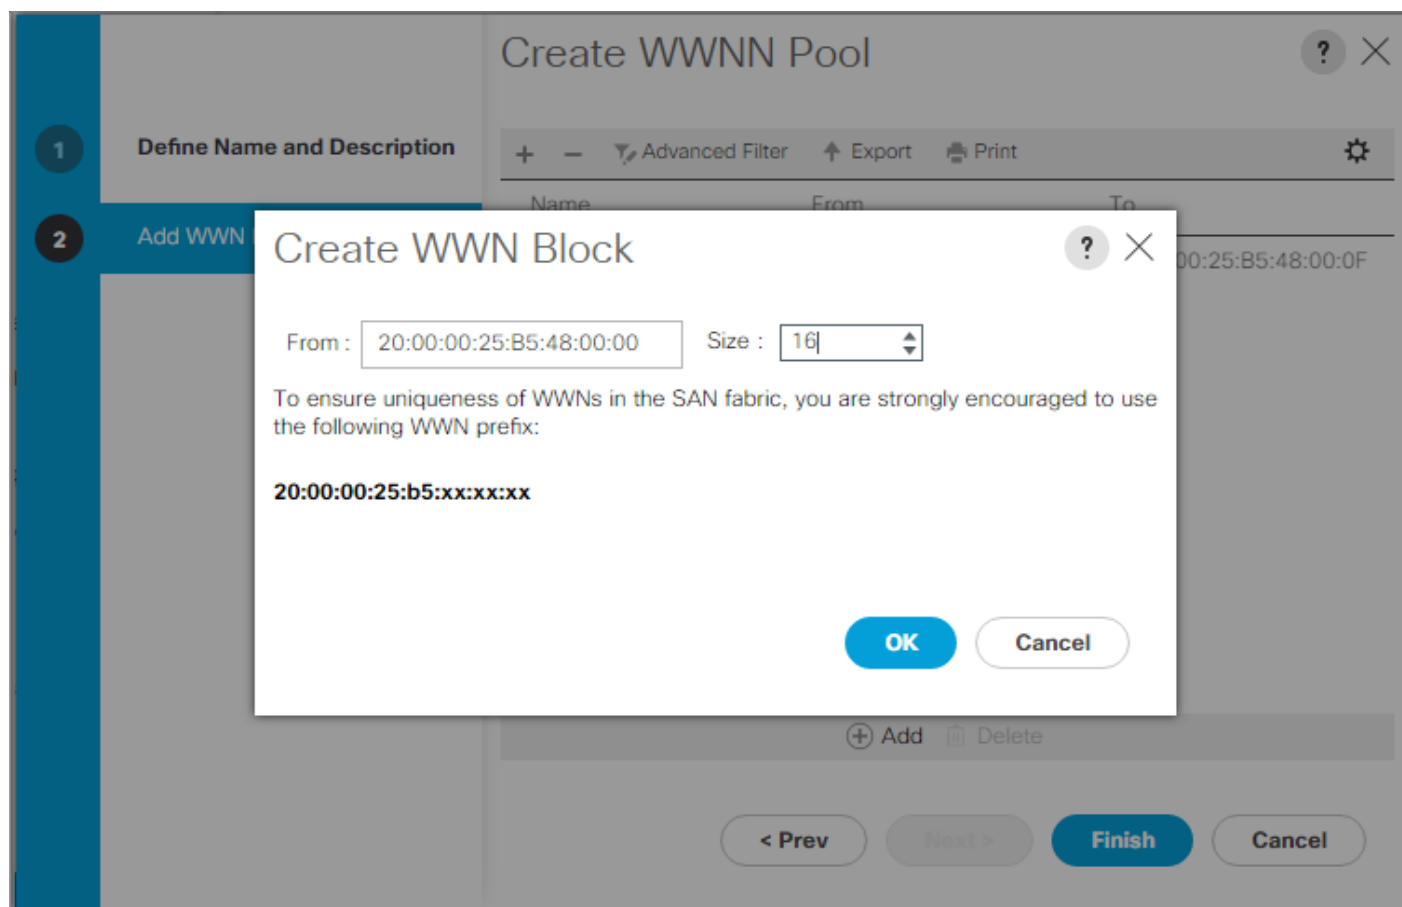 Create WWNN Pool
?
1
Define Name and Description
+ − Advanced Filter Export Print
Name From To
2
Add WWN
Create WWN Block
?
00:25:B5:48:00:0F
From : 20:00:00:25:B5:48:00:00 Size : 16
To ensure uniqueness of WWNs in the SAN fabric, you are strongly encouraged to use
the following WWN prefix:
20:00:00:25:b5:xx:xx:xx
OK Cancel
Add Delete
< Prev Next > Finish Cancel